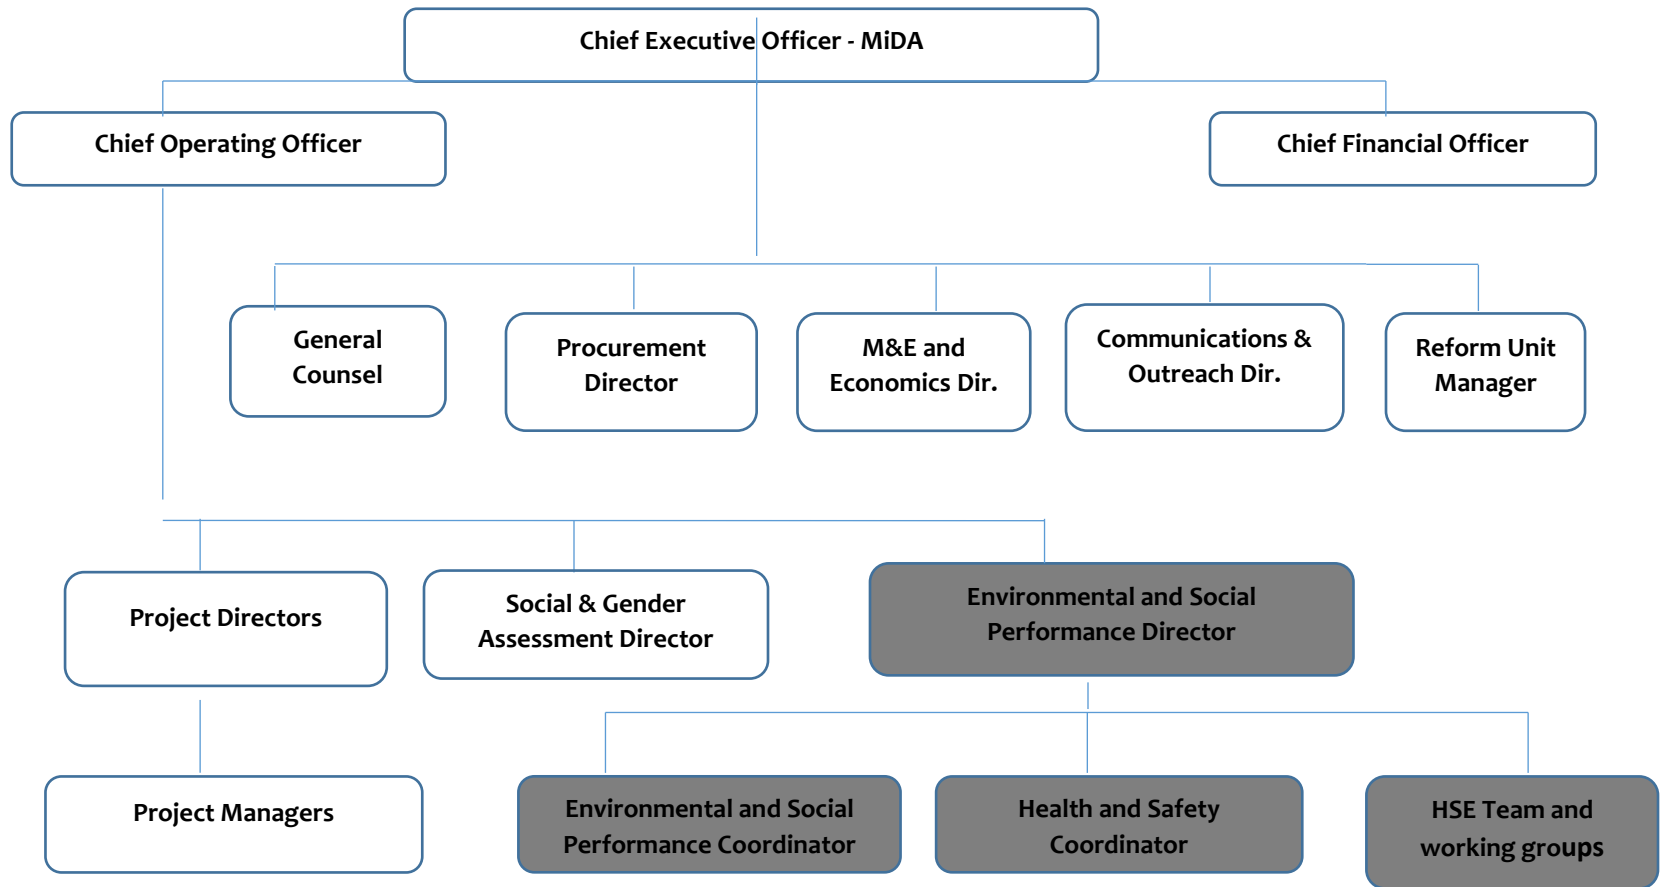 Chief Executive Officer - MiDA
Chief Operating Officer
Chief Financial Officer
General
Counsel
Procurement
Director
M&E and
Economics Dir.
Communications &
Outreach Dir.
Reform Unit
Manager
Project Directors
Social & Gender
Assessment Director
Environmental and Social
Performance Director
Project Managers
Environmental and Social
Performance Coordinator
Health and Safety
Coordinator
HSE Team and
working groups